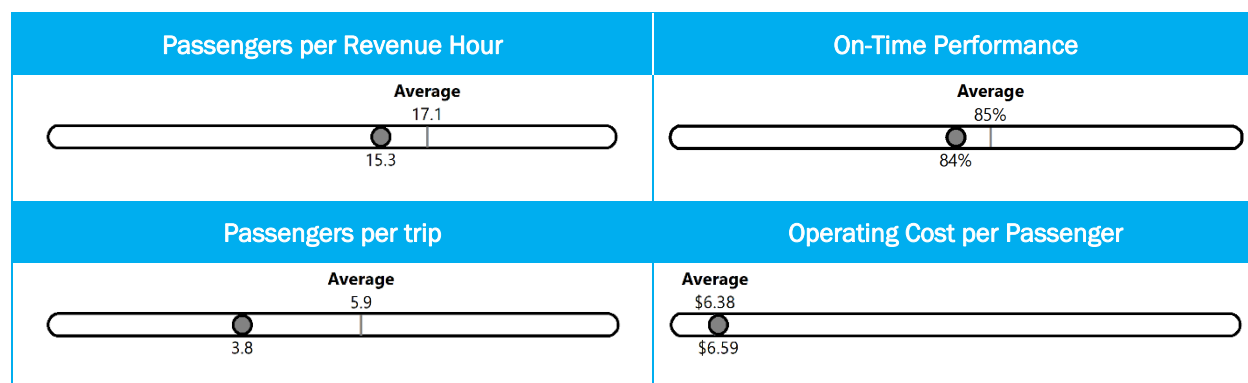 Passengers per Revenue Hour
On-Time Performance
Average
17.1
15.3
Average
85%
84%
Passengers per trip
Operating Cost per Passenger
Average
5.9
3.8
Average
$6.38
$6.59